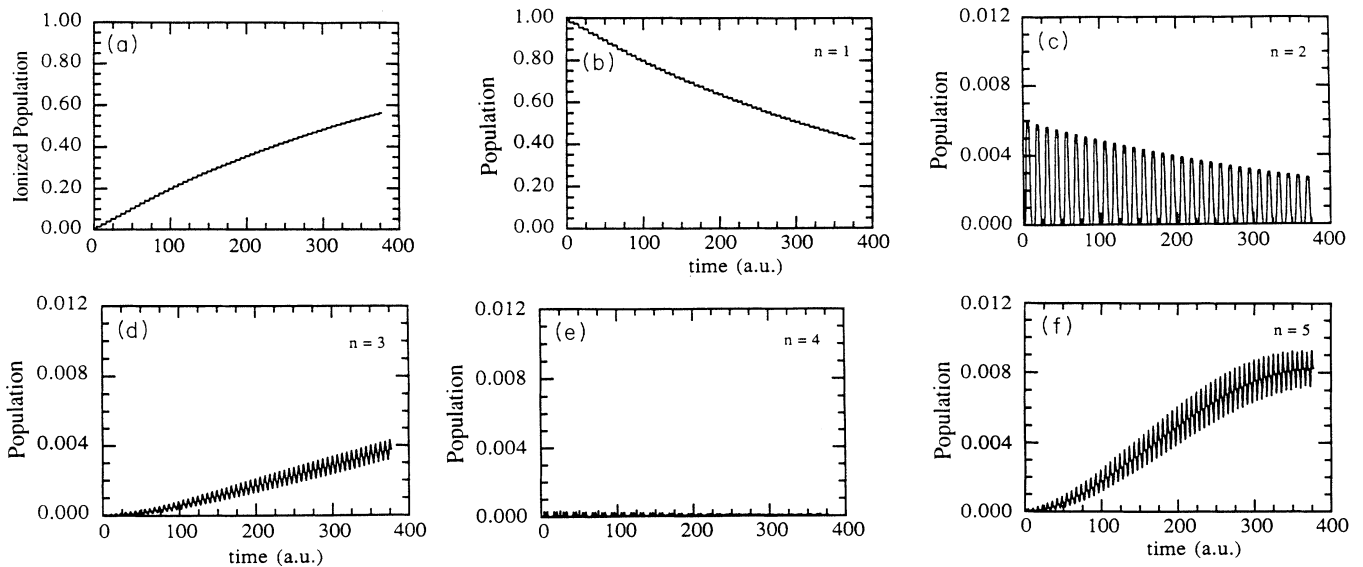 (a)
Ionized Population
1.00
0.80
0.60
0.40
0.20
0.00
0 100 200 300 400
(b)
n = 1
Population
1.00
0.80
0.60
0.40
0.20
0.00
0 100 200 300 400
time (a.u.)
(c)
n = 2
Population
0.012
0.008
0.004
0.000
0 100 200 300 400
(d)
n = 3
Population
0.012
0.008
0.004
0.000
0 100 200 300 400
time (a.u.)
(e)
n = 4
Population
0.012
0.008
0.004
0.000
0 100 200 300 400
time (a.u.)
(f)
n = 5
Population
0.012
0.008
0.004
0.000
0 100 200 300 400
time (a.u.)